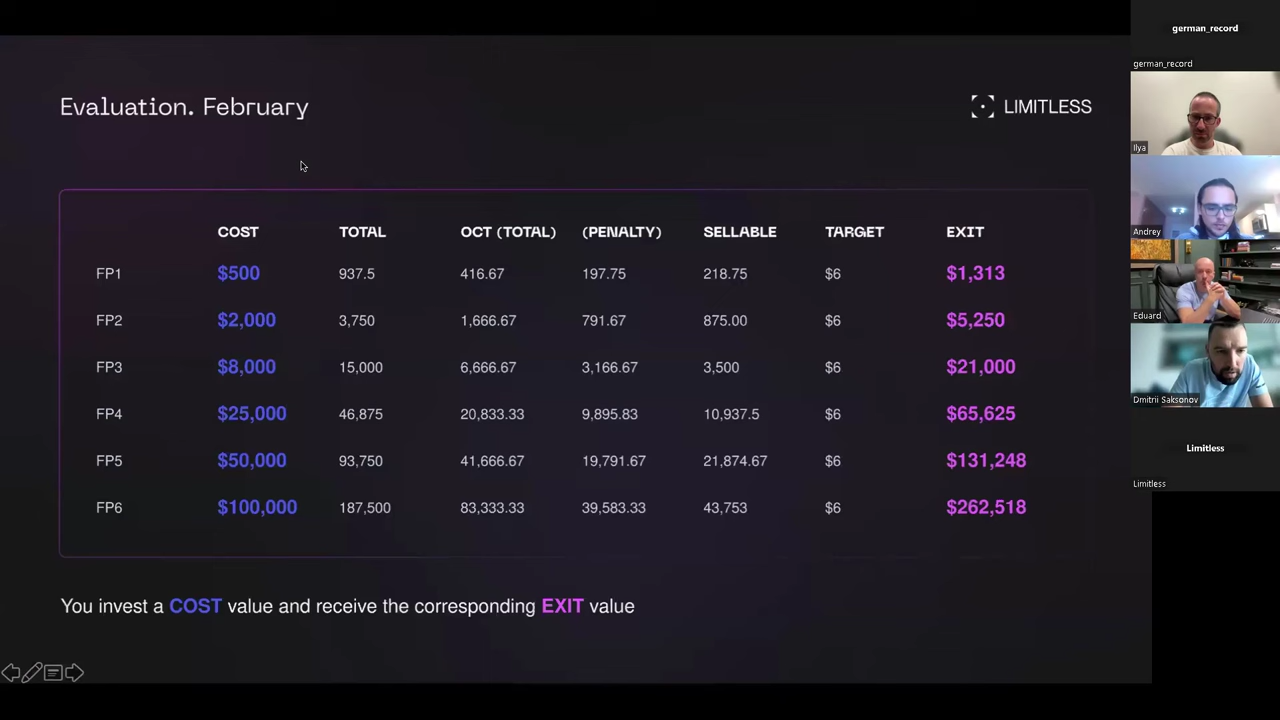 german_record
german_record
Evaluation. February
LIMITLESS
Ilya
Andrey
COST TOTAL OCT (TOTAL) (PENALTY) SELLABLE TARGET EXIT
FP1 $500 937.5 416.67 197.75 218.75 $6 $1,313
FP2 $2,000 3,750 1,666.67 791.67 875.00 $6 $5,250
FP3 $8,000 15,000 6,666.67 3,166.67 3,500 $6 $21,000
FP4 $25,000 46,875 20,833.33 9,895.83 10,937.5 $6 $65,625
FP5 $50,000 93,750 41,666.67 19,791.67 21,874.67 $6 $131,248
FP6 $100,000 187,500 83,333.33 39,583.33 43,753 $6 $262,518
Eduard
Dmitrii Saksonov
Limitless
Limitless
You invest a COST value and receive the corresponding EXIT value